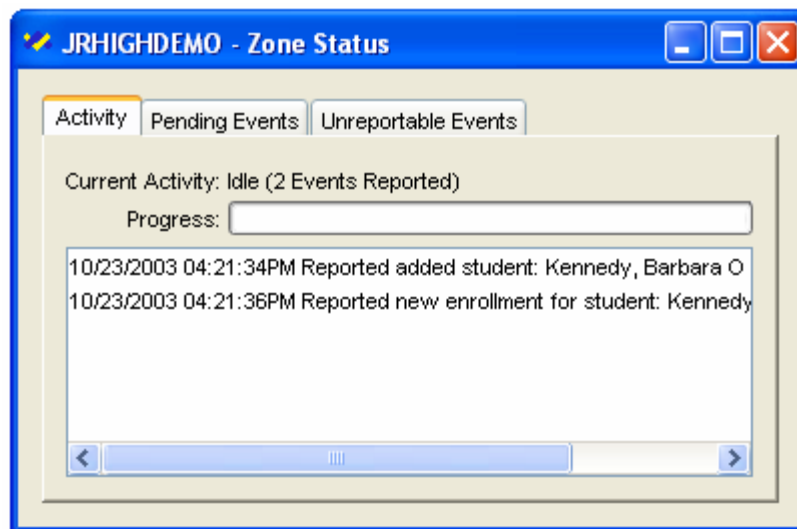 JRHIGHDEMO - Zone Status
Activity Pending Events Unreportable Events
Current Activity: Idle (2 Events Reported)
Progress:
10/23/2003 04:21:34PM Reported added student: Kennedy, Barbara O
10/23/2003 04:21:36PM Reported new enrollment for student: Kennedy